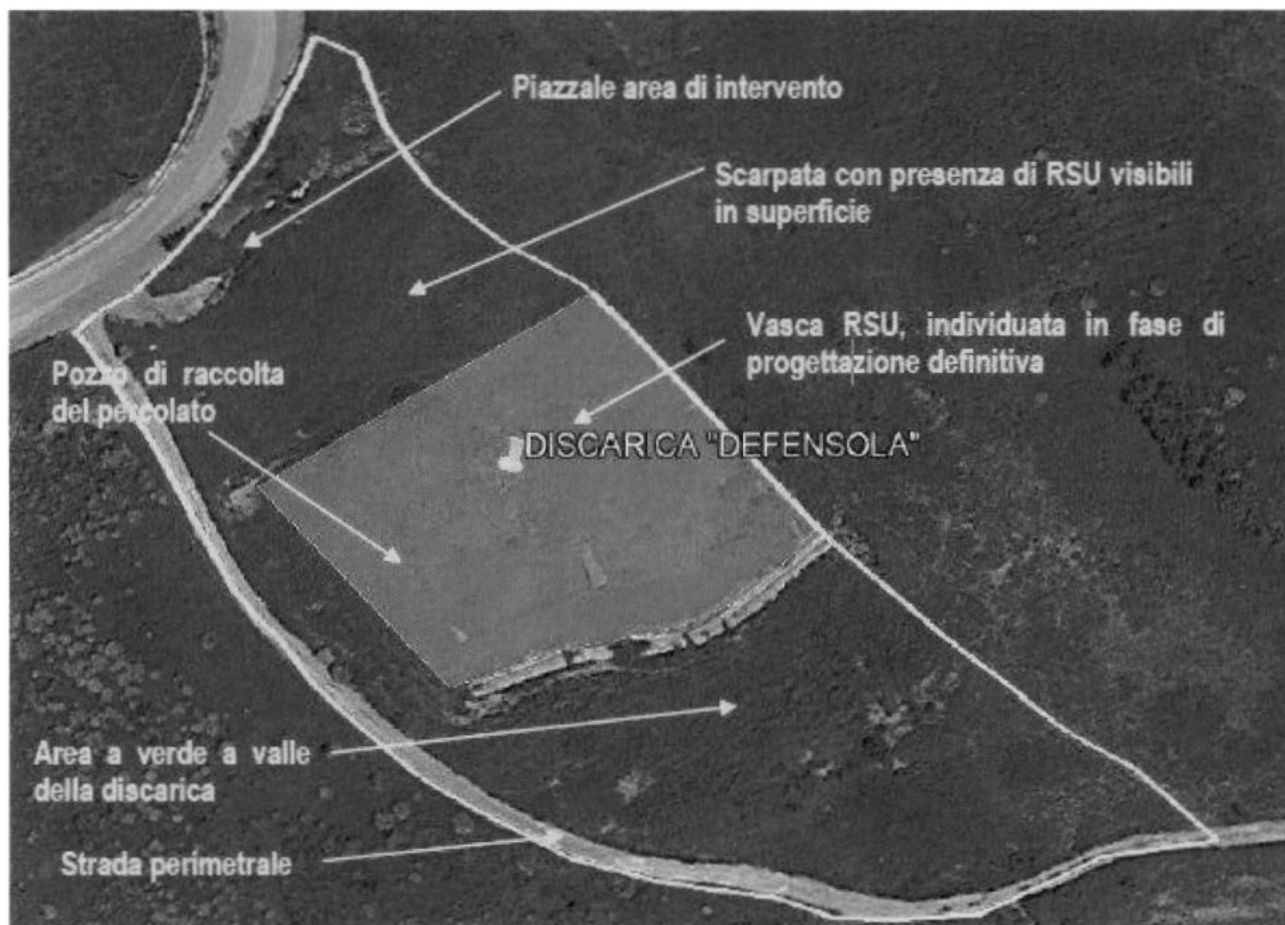 Piazzale area di intervento
Scarpata con presenza di RSU visibili
in superficie
Vasca RSU, individuata in fase di
progettazione definitiva
Pozzo di raccolta
del percolato
DISCARICA "DEFENSOLA"
Area a verde a valle
della discarica
Strada perimetrale